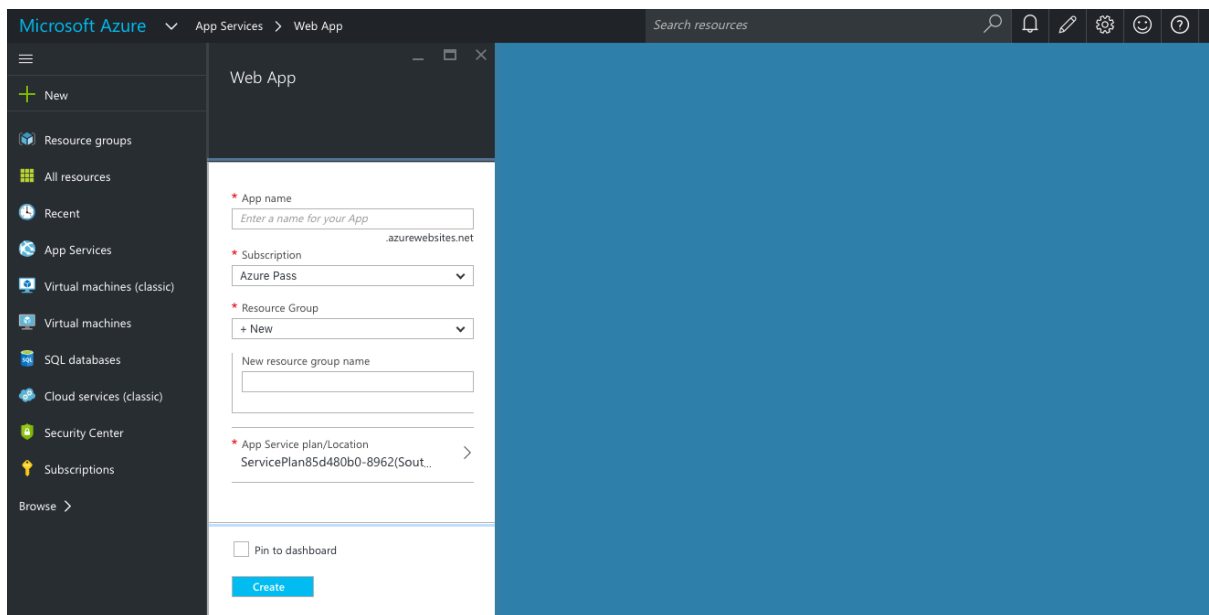 Microsoft Azure App Services > Web App Search resources
Web App
New
Resource groups
All resources
Recent
App Services
Virtual machines (classic)
Virtual machines
SQL databases
Cloud services (classic)
Security Center
Subscriptions
Browse >
* App name
Enter a name for your App
.azurewebsites.net
* Subscription
Azure Pass
* Resource Group
+ New
New resource group name
* App Service plan/Location
ServicePlan85d480b0-8962(Sout...
Pin to dashboard
Create